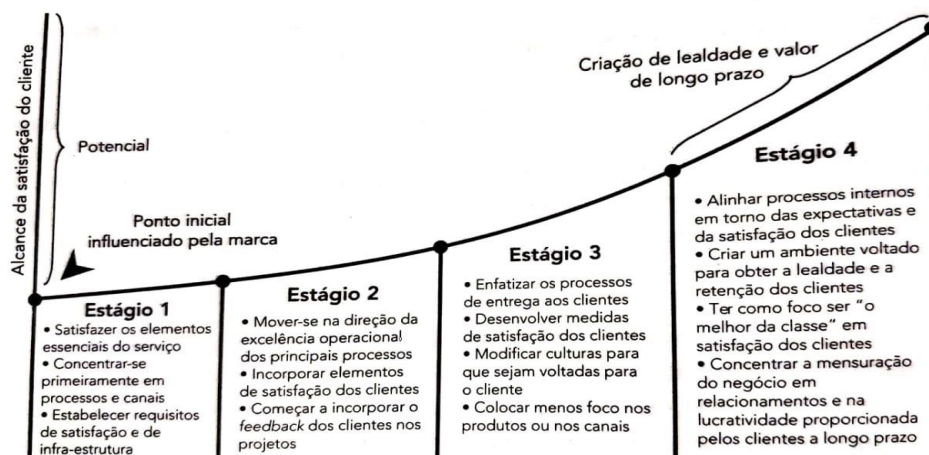 Alcance da satisfação do cliente
Potencial
Ponto inicial
influenciado pela marca
Criação de lealdade e valor
de longo prazo
Estágio 1
• Satisfazer os elementos
essenciais do serviço
• Concentrar-se
primeiramente em
processos e canais
• Estabelecer requisitos
de satisfação e de
infra-estrutura
Estágio 2
• Mover-se na direção da
excelência operacional
dos principais processos
• Incorporar elementos
de satisfação dos clientes
• Começar a incorporar o
feedback dos clientes nos
projetos
Estágio 3
• Enfatizar os processos
de entrega aos clientes
• Desenvolver medidas
de satisfação dos clientes
• Modificar culturas para
que sejam voltadas para
o cliente
• Colocar menos foco nos
produtos ou nos canais
Estágio 4
• Alinhar processos internos
em torno das expectativas e
da satisfação dos clientes
• Criar um ambiente voltado
para obter a lealdade e a
retenção dos clientes
• Ter como foco ser "o
melhor da classe" em
satisfação dos clientes
• Concentrar a mensuração
do negócio em
relacionamentos e na
lucratividade proporcionada
pelos clientes a longo prazo